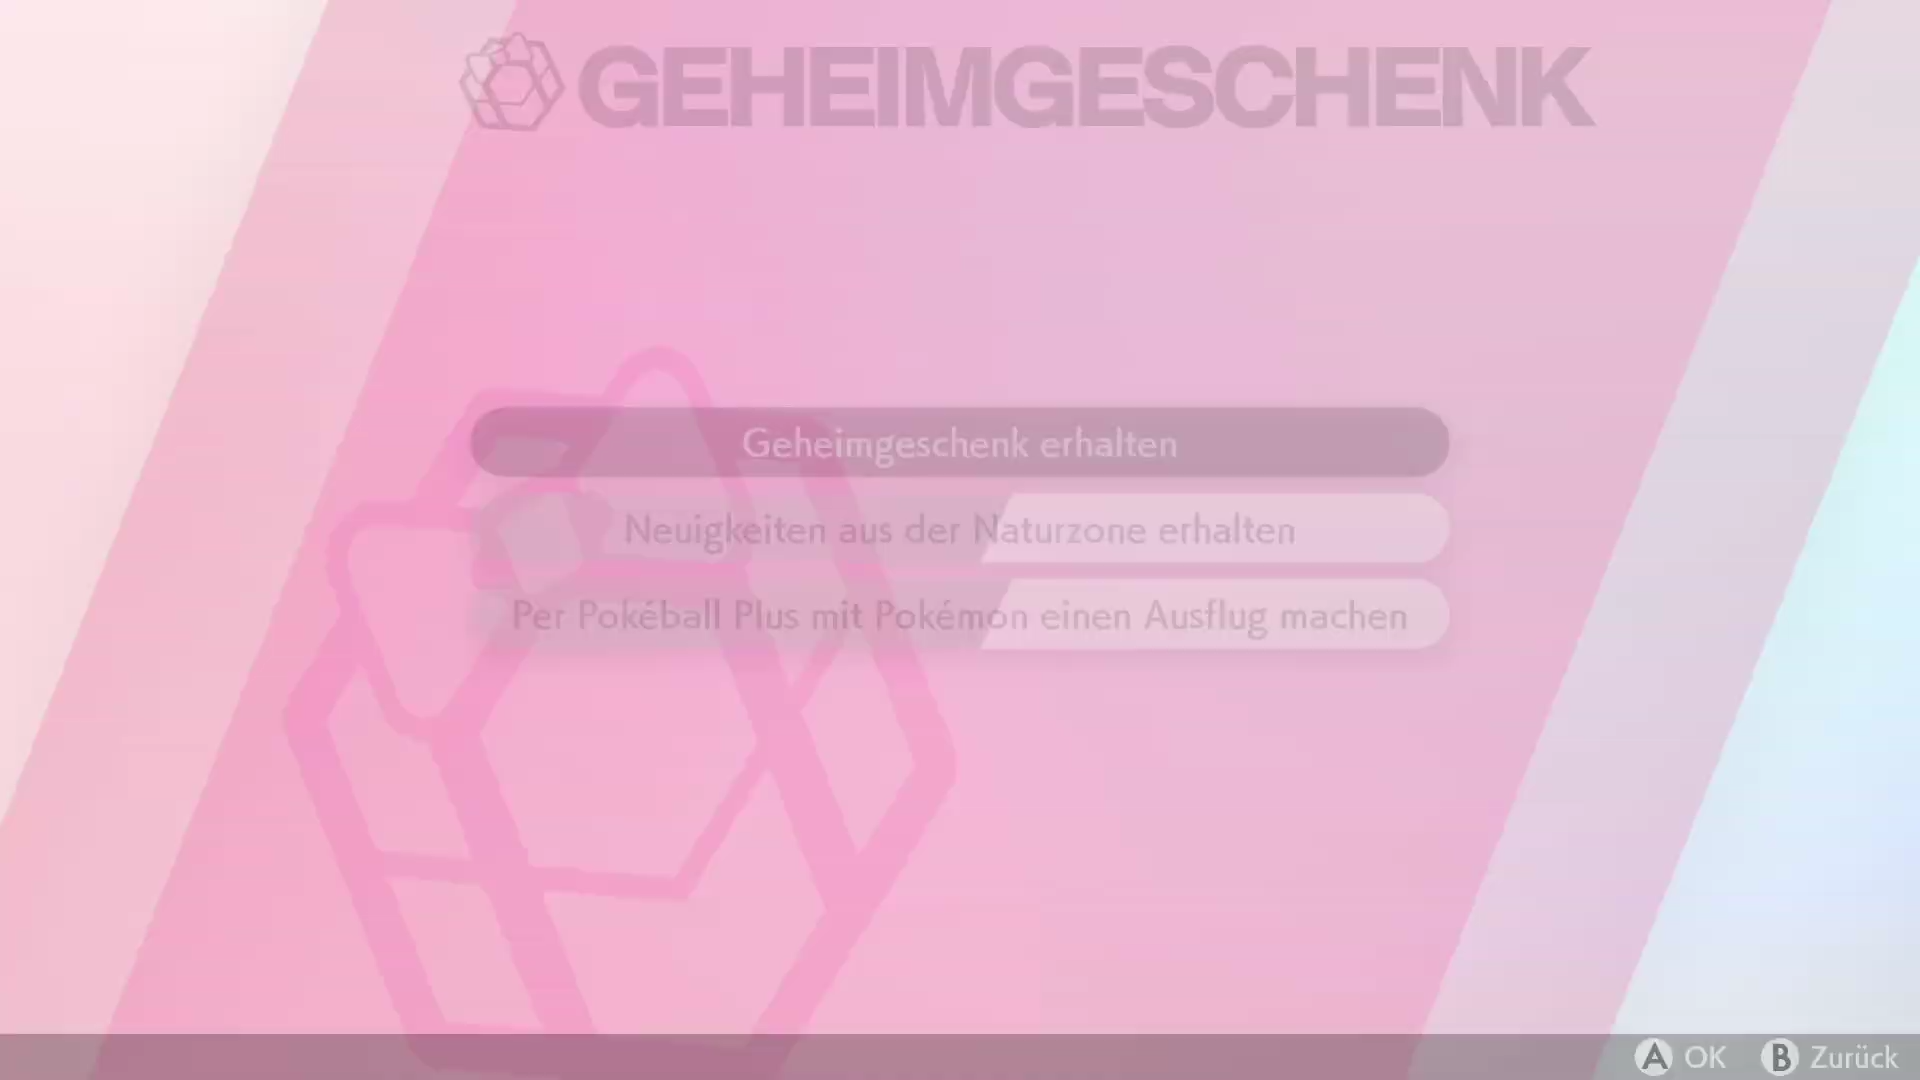 GEHEIMGESCHENK
Geheimgeschenk erhalten
Neuigkeiten aus der Naturzone erhalten
Per Pokéball Plus mit Pokémon einen Ausflug machen
A OK B Zurück